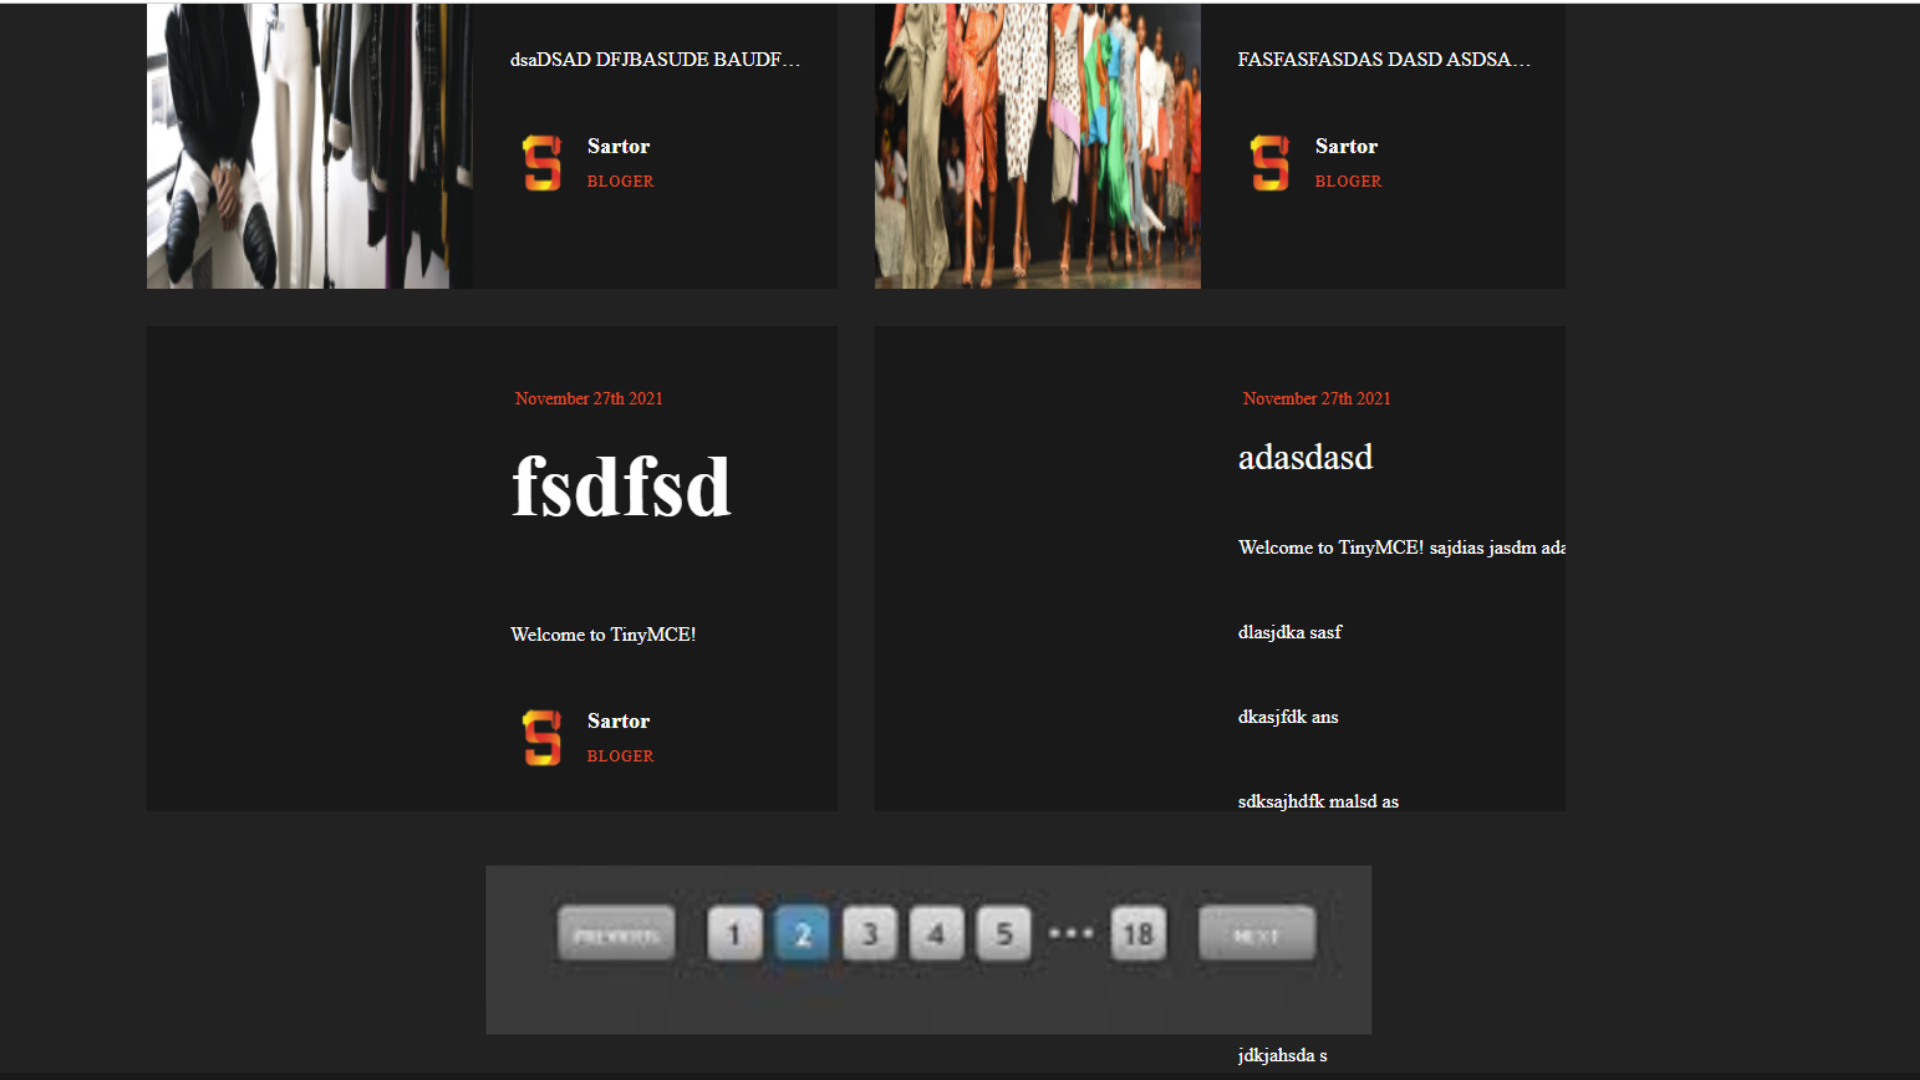 dsaDSAD DFJBASUDE BAUDF...
Sartor
BLOGER
FASFASFASDAS DASD ASDSA...
Sartor
BLOGER
November 27th 2021
fsdfsd
Welcome to TinyMCE!
Sartor
BLOGER
November 27th 2021
adasdasd
Welcome to TinyMCE! sajdias jasdm ada
dlasjdka sasf
dkasjfdk ans
sdksajhdfk malsd as
PREVIOUS 1 2 3 4 5 ... 18 NEXT
jdkjahsda s